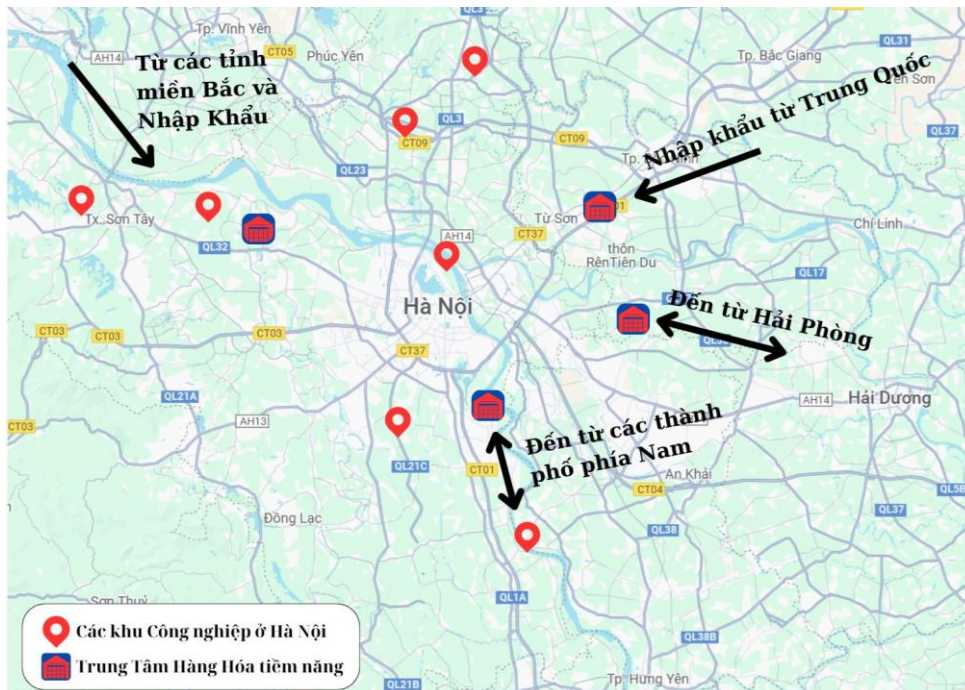 Tp. Vĩnh Yên
QL3
QL31
AH14
CT05
Phúc Yên
Tp. Bắc Giang
Từ các tỉnh
miền Bắc và
Nhập Khẩu
Nhập khẩu từ Trung Quốc
QL37
CT09
QL3
CT09
QL23
Tx. Sơn Tây
QL32
Từ Sơn
CT37
AH14
Chí Linh
thôn
RênTiên Du
QL17
Hà Nội
Đến từ Hải Phòng
CT03
CT03
CT03
CT37
QL21A
AH14
Hải Dương
CT03
AH13
QL21C
CT01
Đến từ các thành
phố phía Nam
An Khải
CT04
QL5B
QL37
QL38
Đồng Lạc
Sơn Thuỷ
QL1A
QL38B
QL21B
Tp. Hưng Yên
Các khu Công nghiệp ở Hà Nội
Trung Tâm Hàng Hóa tiềm năng